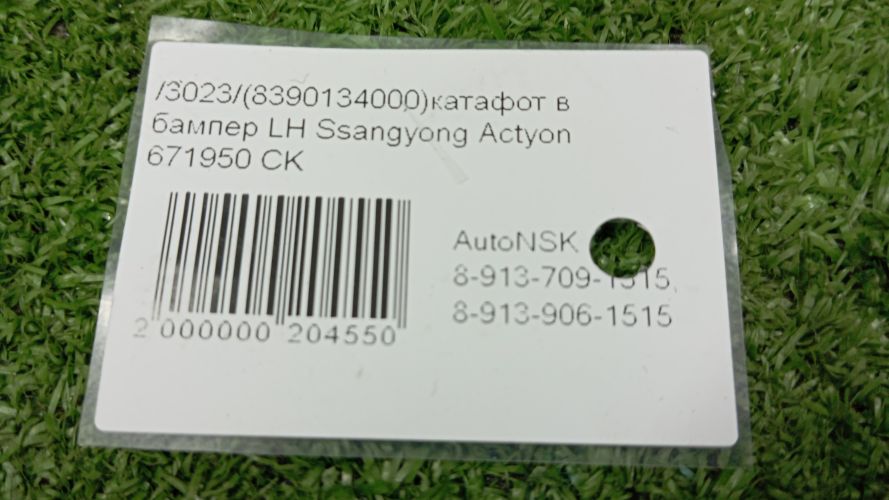 /3023/(8390134000)катафот в
бампер LH Ssangyong Actyon
671950 CK
AutoNSK
8-913-709-1515
8-913-906-1515
2 000000 204550